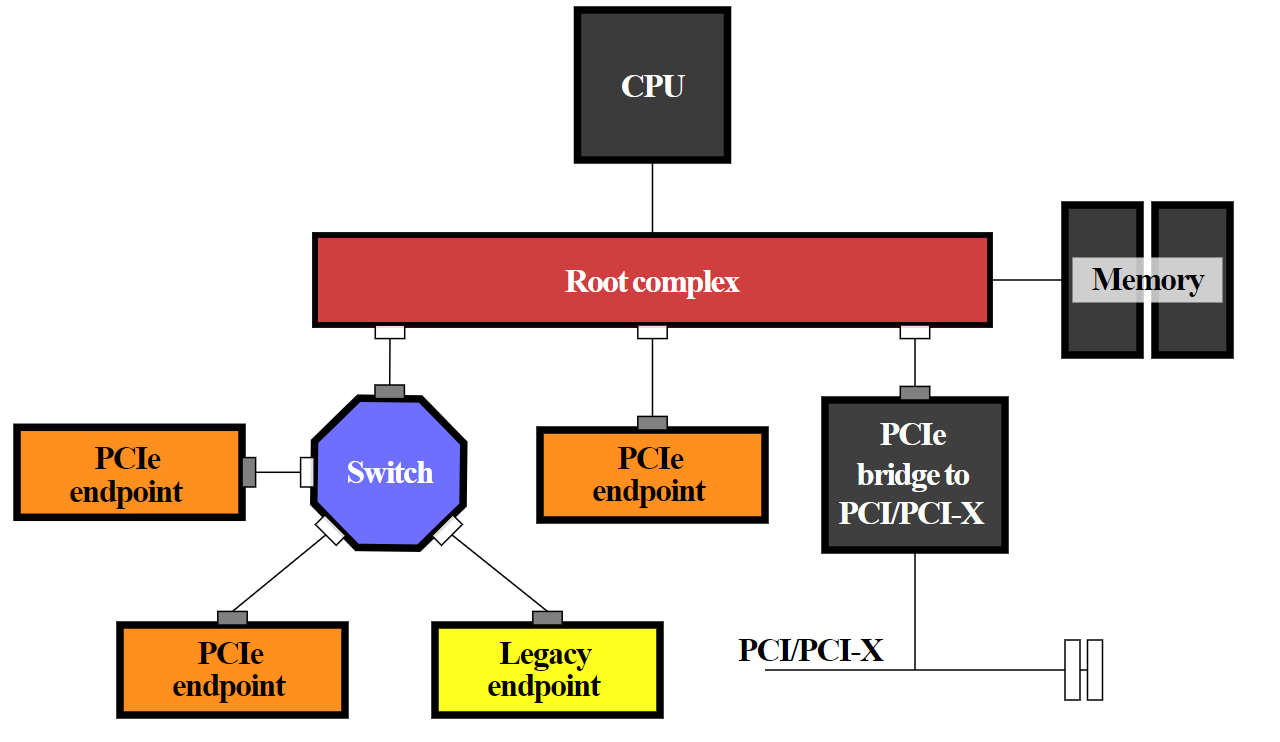 CPU
Root complex
Memory
PCIe
endpoint
Switch
PCIe
endpoint
PCIe
bridge to
PCI/PCI-X
PCIe
endpoint
Legacy
endpoint
PCI/PCI-X